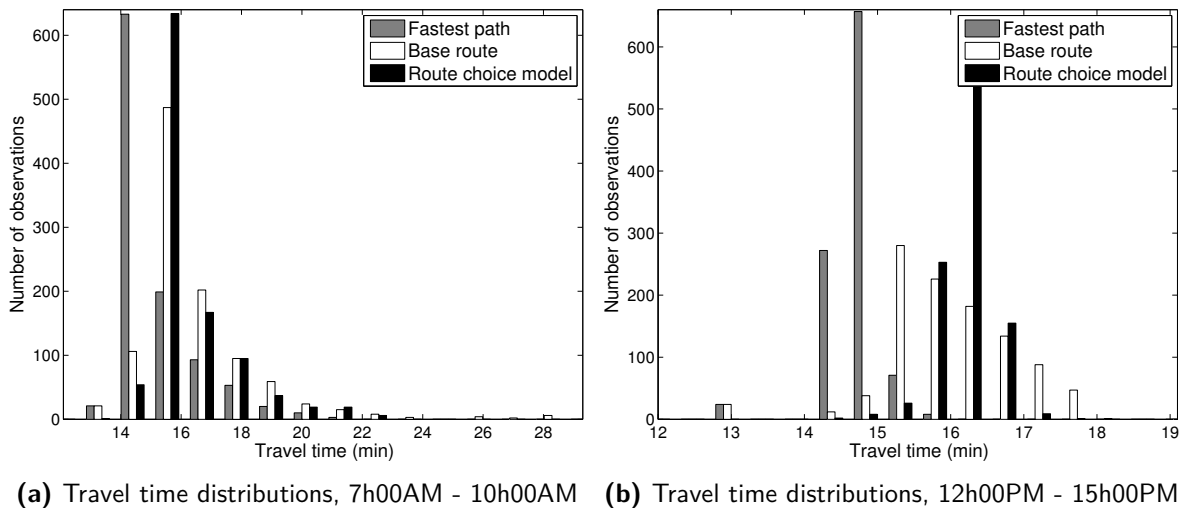 600
500
400
300
200
100
0
Number of observations
14 16 18 20 22 24 26 28
Travel time (min)
Fastest path
Base route
Route choice model
(a) Travel time distributions, 7h00AM - 10h00AM
600
500
400
300
200
100
0
Number of observations
12 13 14 15 16 17 18 19
Travel time (min)
Fastest path
Base route
Route choice model
(b) Travel time distributions, 12h00PM - 15h00PM